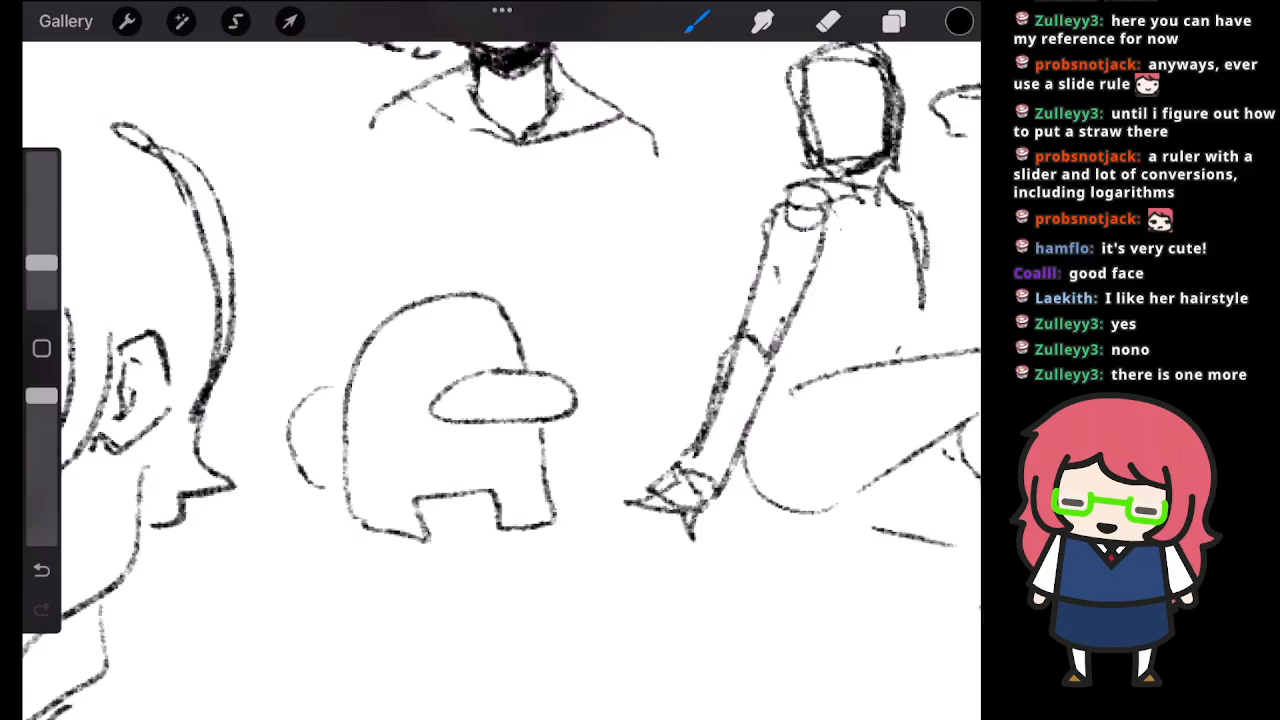 Gallery
Zulleyy3: here you can have
my reference for now
probsnotjack: anyways, ever
use a slide rule
Zulleyy3: until i figure out how
to put a straw there
probsnotjack: a ruler with a
slider and lot of conversions,
including logarithms
probsnotjack:
hamflo: it's very cute!
Coalll: good face
Laekith: I like her hairstyle
Zulleyy3: yes
Zulleyy3: nono
Zulleyy3: there is one more